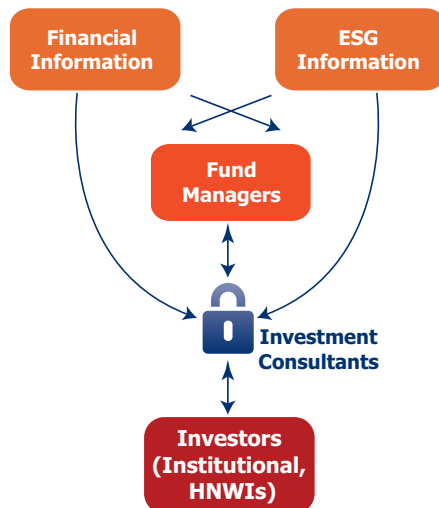 Financial
Information
ESG
Information
Fund
Managers
Investment
Consultants
Investors
(Institutional,
HNWIs)